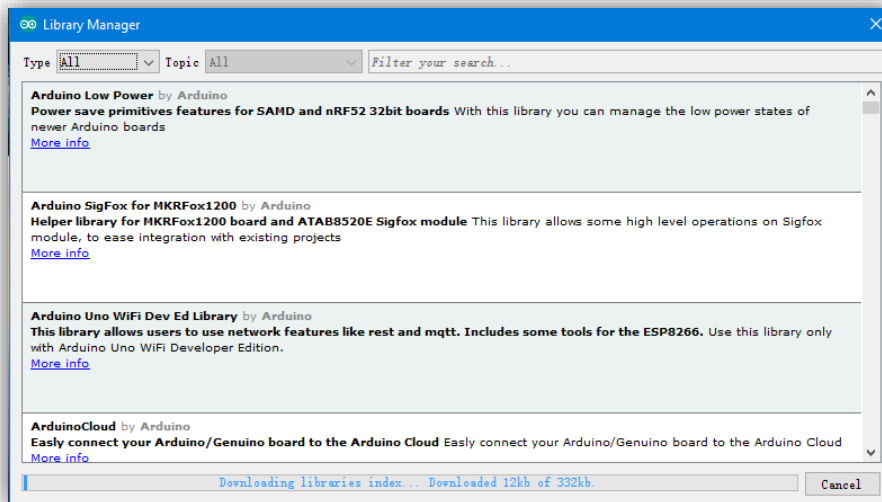 Library Manager
Type All Topic All Filter your search...
Arduino Low Power by Arduino
Power save primitives features for SAMD and nRF52 32bit boards With this library you can manage the low power states of
newer Arduino boards
More info
Arduino SigFox for MKRFox1200 by Arduino
Helper library for MKRFox1200 board and ATAB8520E Sigfox module This library allows some high level operations on Sigfox
module, to ease integration with existing projects
More info
Arduino Uno WiFi Dev Ed Library by Arduino
This library allows users to use network features like rest and mqtt. Includes some tools for the ESP8266. Use this library only
with Arduino Uno WiFi Developer Edition.
More info
ArduinoCloud by Arduino
Easly connect your Arduino/Genuino board to the Arduino Cloud Easly connect your Arduino/Genuino board to the Arduino Cloud
More info
Downloading libraries index... Downloaded 12kb of 332kb.
Cancel